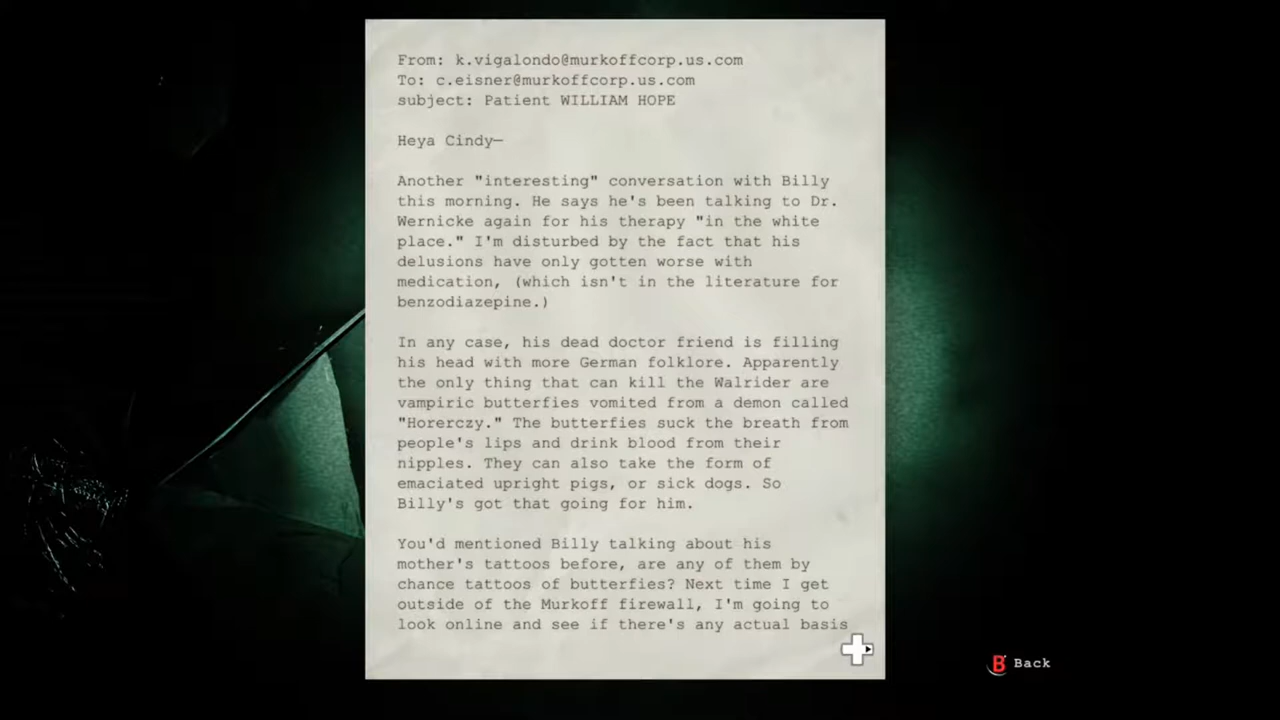 From: k.vigalondo@murkoffcorp.us.com
To: c.eisner@murkoffcorp.us.com
subject: Patient WILLIAM HOPE
Heya Cindy—
Another "interesting" conversation with Billy
this morning. He says he's been talking to Dr.
Wernicke again for his therapy "in the white
place." I'm disturbed by the fact that his
delusions have only gotten worse with
medication, (which isn't in the literature for
benzodiazepine.)
In any case, his dead doctor friend is filling
his head with more German folklore. Apparently
the only thing that can kill the Walrider are
vampiric butterfies vomited from a demon called
"Horerczy." The butterfies suck the breath from
people's lips and drink blood from their
nipples. They can also take the form of
emaciated upright pigs, or sick dogs. So
Billy's got that going for him.
You'd mentioned Billy talking about his
mother's tattoos before, are any of them by
chance tattoos of butterfies? Next time I get
outside of the Murkoff firewall, I'm going to
look online and see if there's any actual basis
B Back